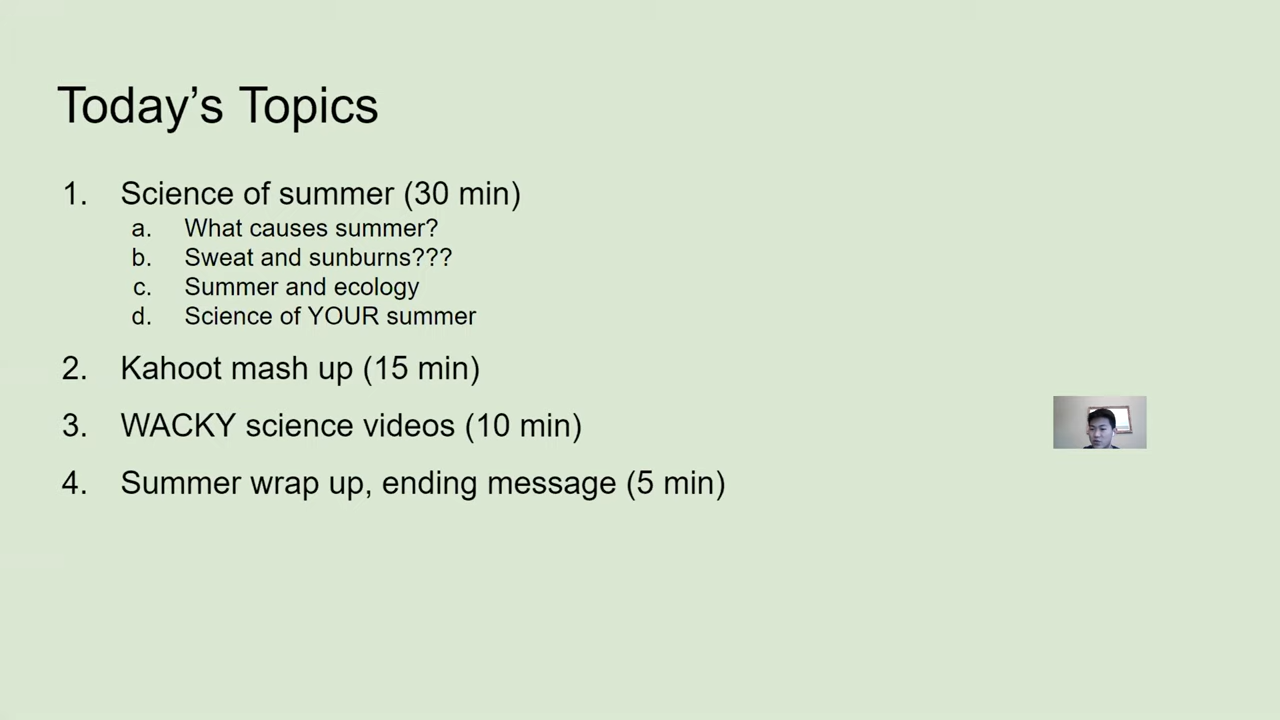 Today’s Topics
1. Science of summer (30 min)
a. What causes summer?
b. Sweat and sunburns???
c. Summer and ecology
d. Science of YOUR summer
2. Kahoot mash up (15 min)
3. WACKY science videos (10 min)
4. Summer wrap up, ending message (5 min)